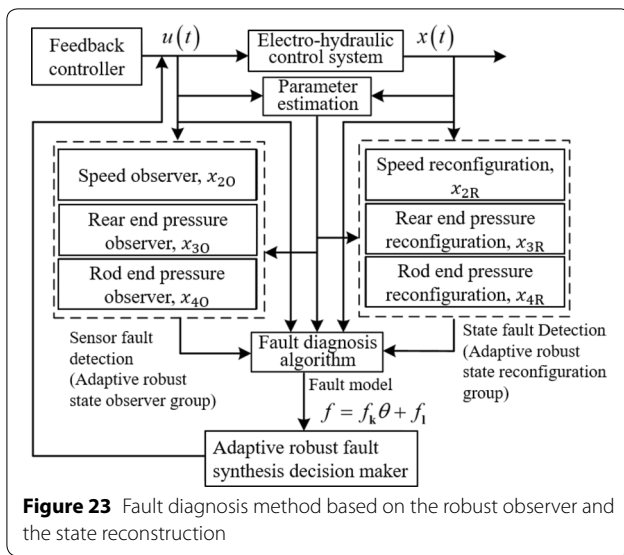 Feedback
controller
u(t)
Electro-hydraulic
control system
x(t)
Parameter
estimation
Speed observer, x₂O
Rear end pressure
observer, x₃O
Rod end pressure
observer, x₄O
Speed reconfiguration,
x₂R
Rear end pressure
reconfiguration, x₃R
Rod end pressure
reconfiguration, x₄R
Sensor fault
detection
(Adaptive robust
state observer group)
Fault diagnosis
algorithm
State fault Detection
(Adaptive robust
state reconfiguration
group)
Fault model
f = fₖθ + fₗ
Adaptive robust fault
synthesis decision maker
Figure 23 Fault diagnosis method based on the robust observer and
the state reconstruction